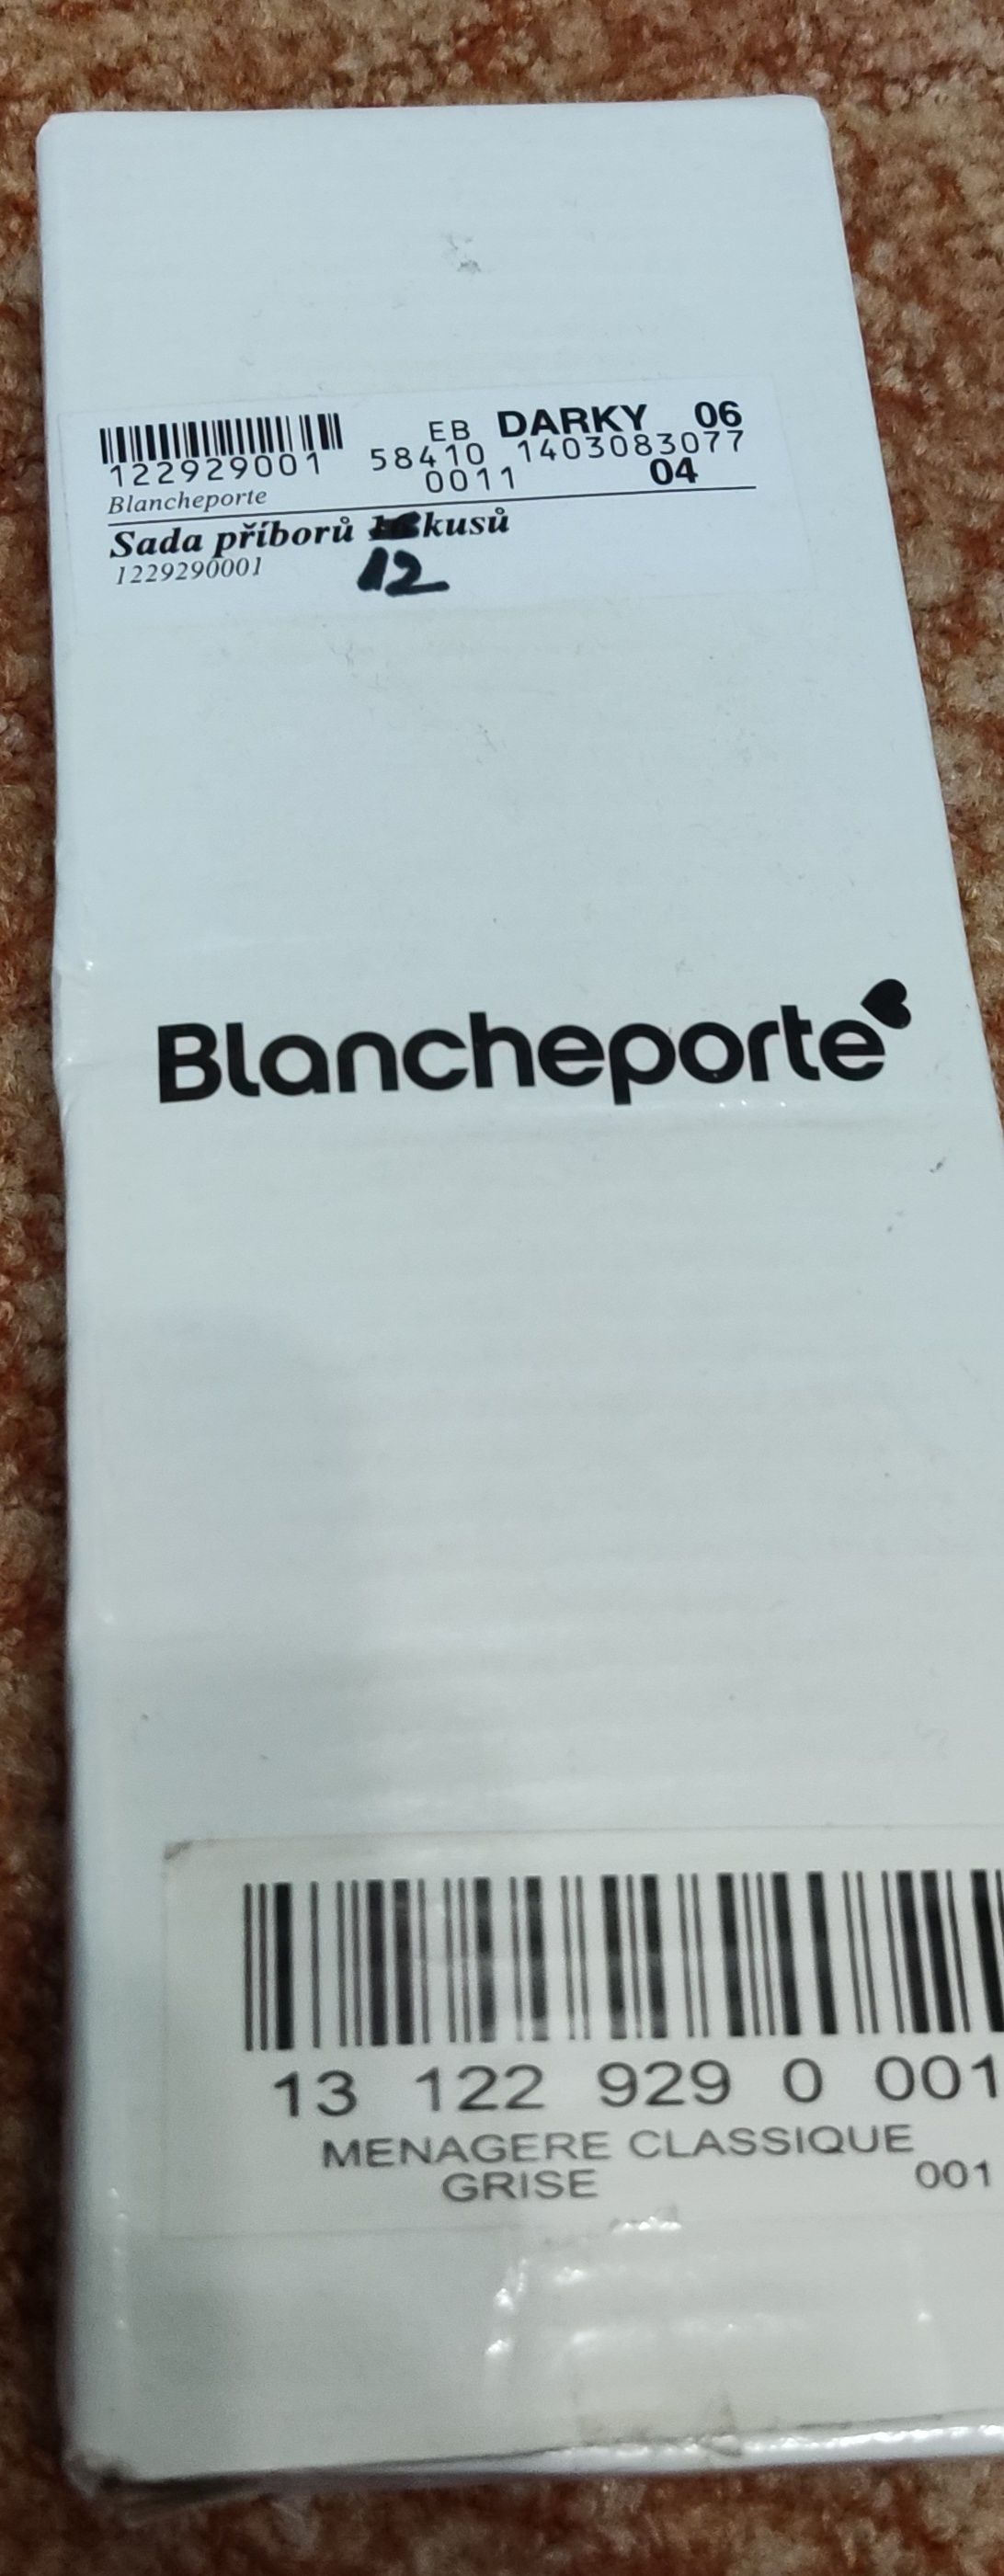 EB DARKY 06
122929001 58410 1403083077
0011 04
Blancheporte
Sada příborů kusů
12
1229290001
Blancheporte
13 122 929 0 001
MENAGERE CLASSIQUE
GRISE 001